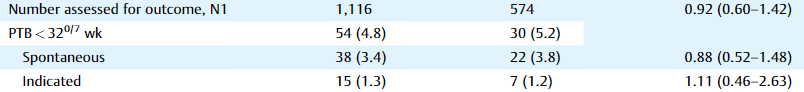 Number assessed for outcome, N1 1,116 574 0.92 (0.60–1.42)
PTB < 32⁰/⁷ wk 54 (4.8) 30 (5.2)
Spontaneous 38 (3.4) 22 (3.8) 0.88 (0.52–1.48)
Indicated 15 (1.3) 7 (1.2) 1.11 (0.46–2.63)